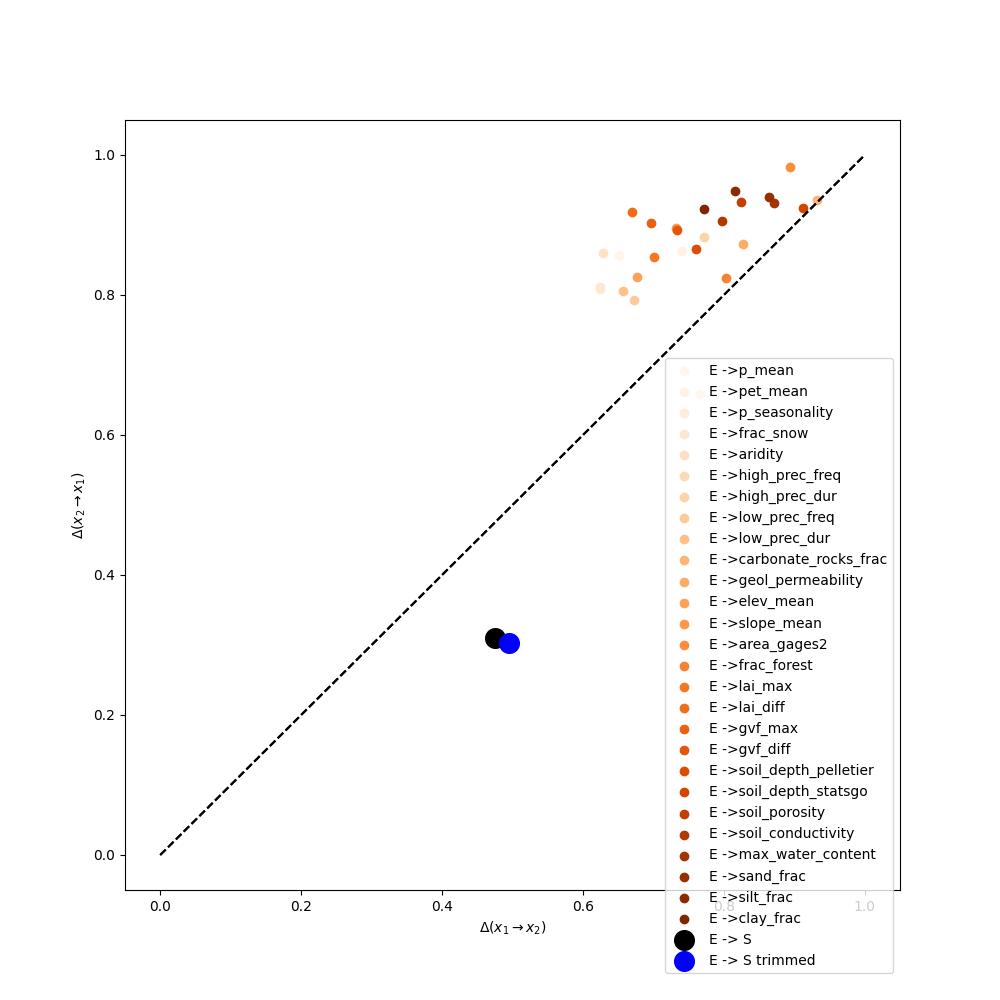 1.0
0.8
0.6
0.4
0.2
0.0
Δ(x₂→x₁)
E ->p_mean
E ->pet_mean
E ->p_seasonality
E ->frac_snow
E ->aridity
E ->high_prec_freq
E ->high_prec_dur
E ->low_prec_freq
E ->low_prec_dur
E ->carbonate_rocks_frac
E ->geol_permeability
E ->elev_mean
E ->slope_mean
E ->area_gages2
E ->frac_forest
E ->lai_max
E ->lai_diff
E ->gvf_max
E ->gvf_diff
E ->soil_depth_pelletier
E ->soil_depth_statsgo
E ->soil_porosity
E ->soil_conductivity
E ->max_water_content
E ->sand_frac
E ->silt_frac
E ->clay_frac
E -> S
E -> S trimmed
0.0 0.2 0.4 0.6 0.8 1.0
Δ(x₁→x₂)